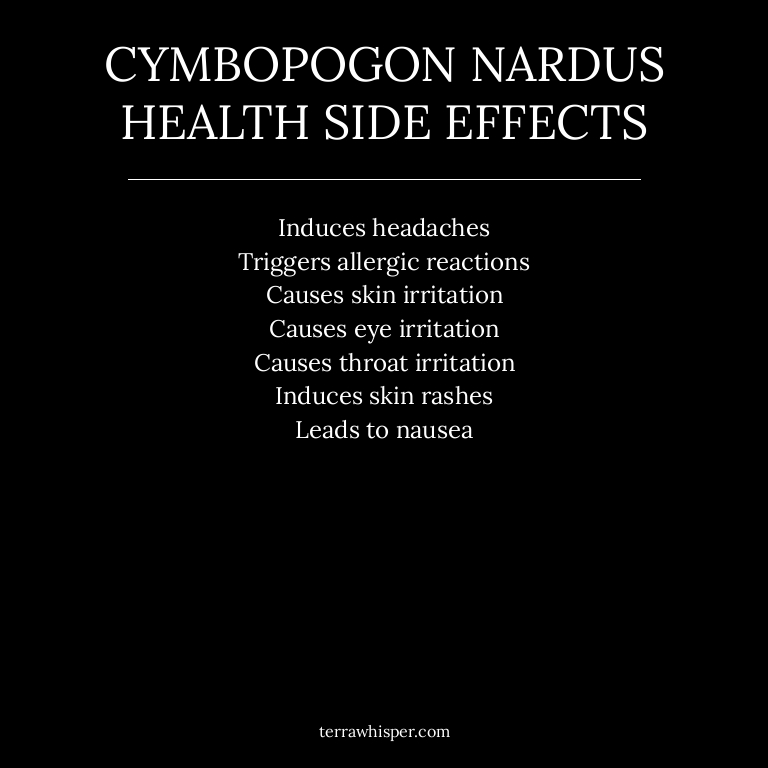 CYMBOPOGON NARDUS
HEALTH SIDE EFFECTS
Induces headaches
Triggers allergic reactions
Causes skin irritation
Causes eye irritation
Causes throat irritation
Induces skin rashes
Leads to nausea
terrawhisper.com